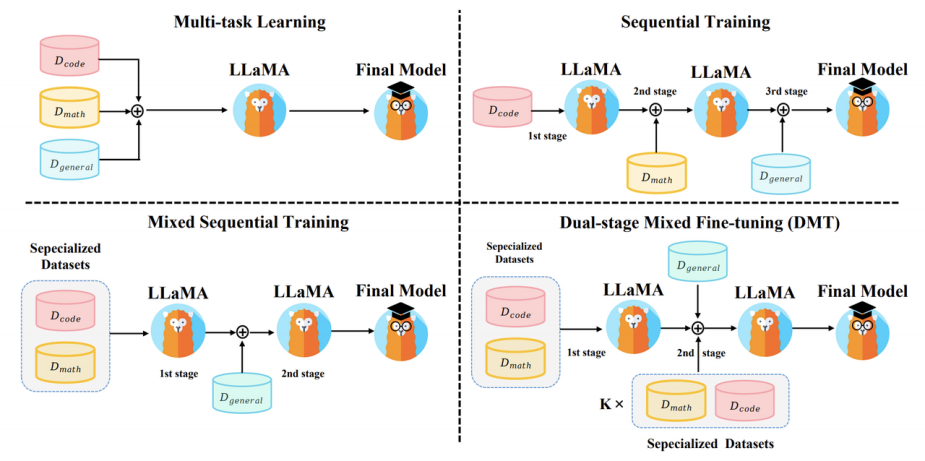 Multi-task Learning
D_code
D_math
D_general
LLaMA
Final Model
Sequential Training
D_code
1st stage
LLaMA
2nd stage
D_math
LLaMA
3rd stage
D_general
Final Model
Mixed Sequential Training
Sepecialized
Datasets
D_code
D_math
LLaMA
1st stage
D_general
LLaMA
2nd stage
Final Model
Dual-stage Mixed Fine-tuning (DMT)
Sepecialized
Datasets
D_code
D_math
1st stage
LLaMA
D_general
2nd stage
LLaMA
Final Model
K ×
D_math
D_code
Sepecialized Datasets